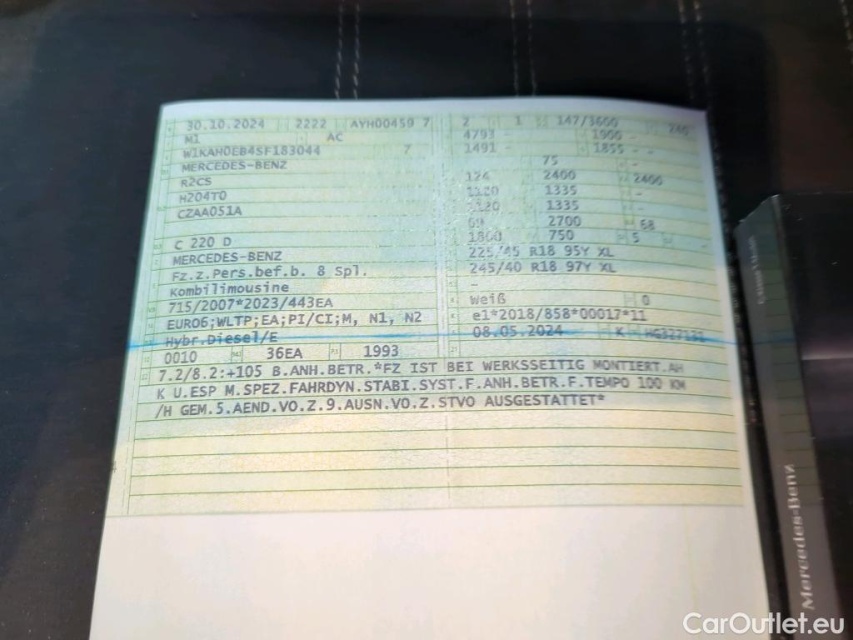 30.10.2024 2222 AYH00459 7
M1 AC
W1KAH0EB4SF183044 7
MERCEDES-BENZ
R2CS
H204T0
CZAA051A
C 220 D
MERCEDES-BENZ
Fz.z.Pers.bef.b. 8 Spl.
Kombilimousine
715/2007*2023/443EA
EURO6;WLTP;EA;PI/CI;M, N1, N2
Hybr.Diesel/E
0010 36EA 1993
2 1 147/3600 240
4793 - 1900 -
1491 - 1855 - -
75 -
124 2400 2400
1335 -
1335 -
69 2700 68
1800 750 5 -
225/45 R18 95Y XL
245/40 R18 97Y XL
-
weiß 0
e1*2018/858*00017*11
08.05.2024 K
7.2/8.2:+105 B.ANH.BETR.*FZ IST BEI WERKSSEITIG MONTIERT.AH
K U.ESP M.SPEZ.FAHRDYN.STABI.SYST.F.ANH.BETR.F.TEMPO 100 KM
/H GEM.5.AEND.VO.Z.9.AUSN.VO.Z.STVO AUSGESTATTET*
Mercedes-Benz
CarOutlet.eu